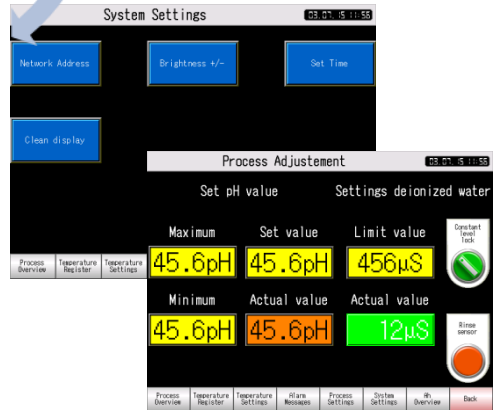 System Settings
03.07.15 11:56
Network Address
Brightness +/-
Set Time
Clean display
Process Overview
Temperature Register
Temperature Settings
Process Adjustement
03.07.15 11:56
Set pH value
Settings deionized water
Maximum
Set value
Limit value
Constant level Tack
45.6pH
45.6pH
456µS
Minimum
Actual value
Actual value
45.6pH
45.6pH
12µS
Rinse sensor
Process Overview
Temperature Register
Temperature Settings
Alarm Messages
Process Settings
System Settings
Ah Overview
Back